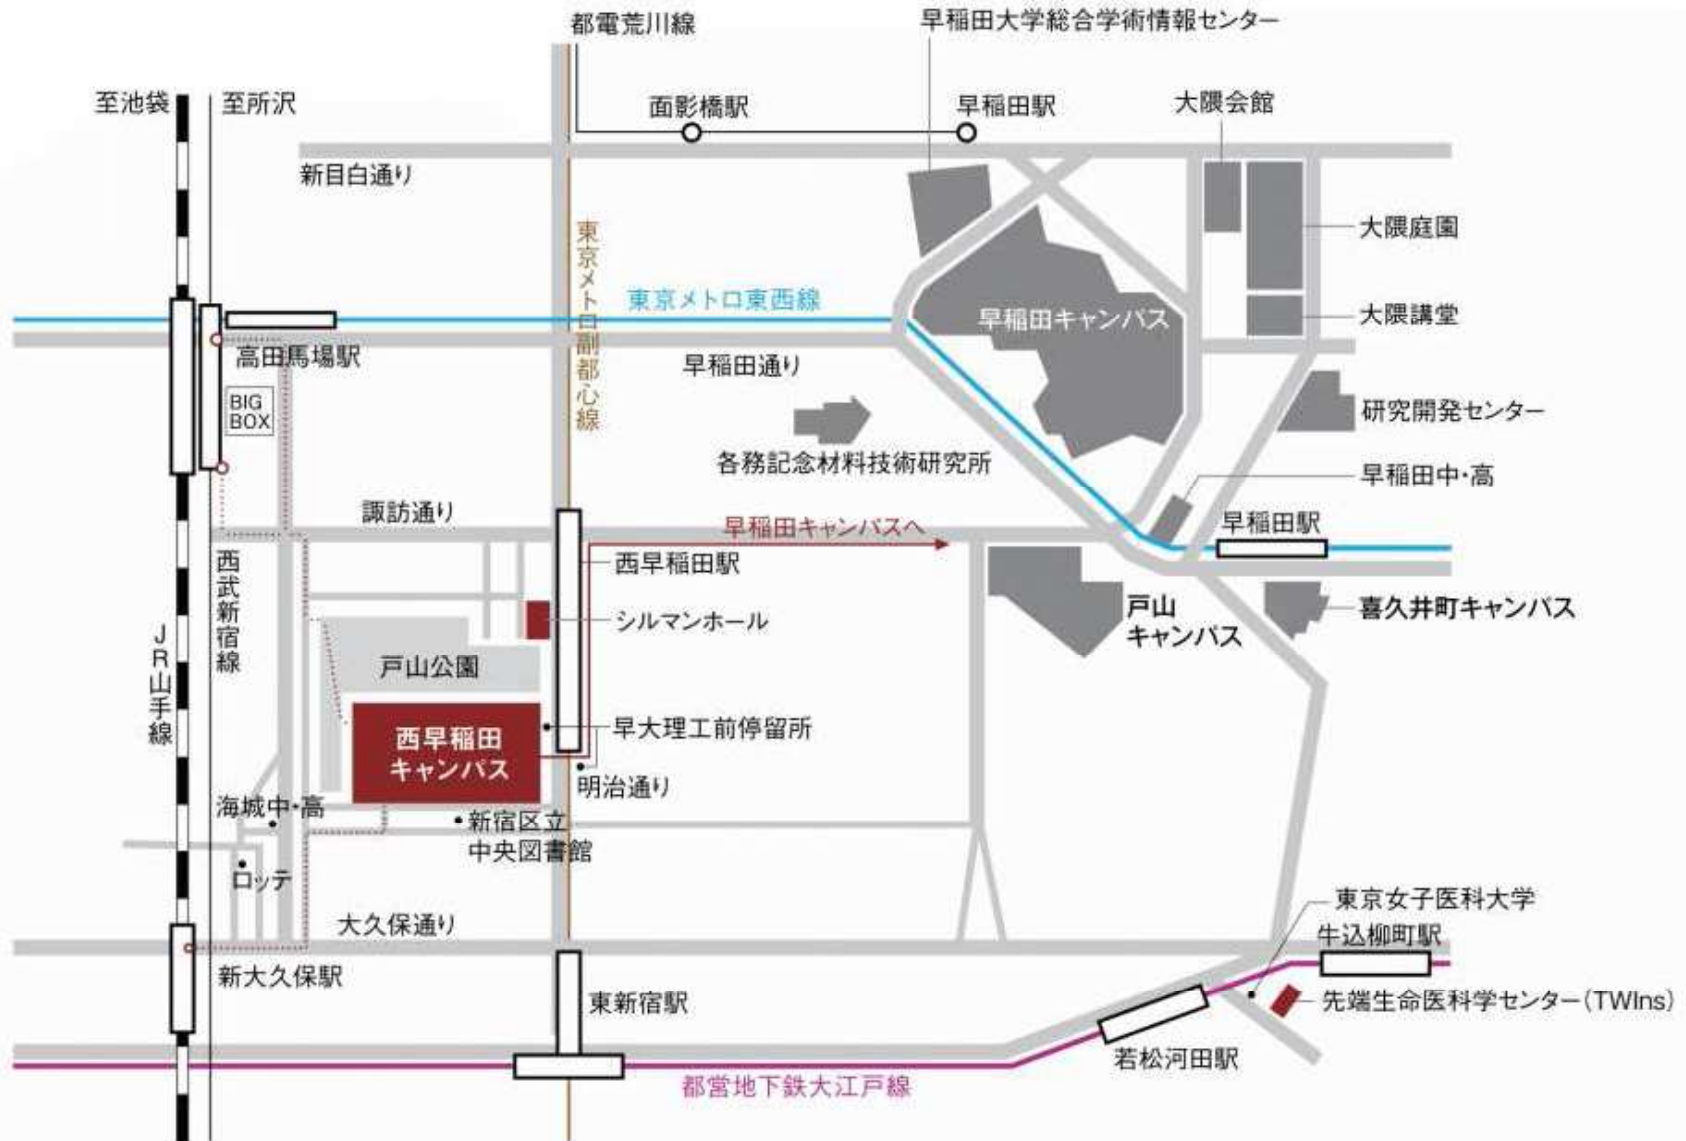 都電荒川線
早稲田大学総合学術情報センター
至池袋
至所沢
面影橋駅
早稲田駅
大隈会館
新目白通り
大隈庭園
東京メトロ副都心線
東京メトロ東西線
早稲田キャンパス
大隈講堂
高田馬場駅
早稲田通り
BIG
BOX
研究開発センター
各務記念材料技術研究所
早稲田中・高
諏訪通り
早稲田キャンパスへ
早稲田駅
西武新宿線
西早稲田駅
シルマンホール
戸山
キャンパス
喜久井町キャンパス
JR山手線
戸山公園
西早稲田
キャンパス
早大理工前停留所
明治通り
海城中・高
新宿区立
中央図書館
ロッテ
大久保通り
東京女子医科大学
牛込柳町駅
新大久保駅
東新宿駅
先端生命医科学センター(TWIns)
若松河田駅
都営地下鉄大江戸線